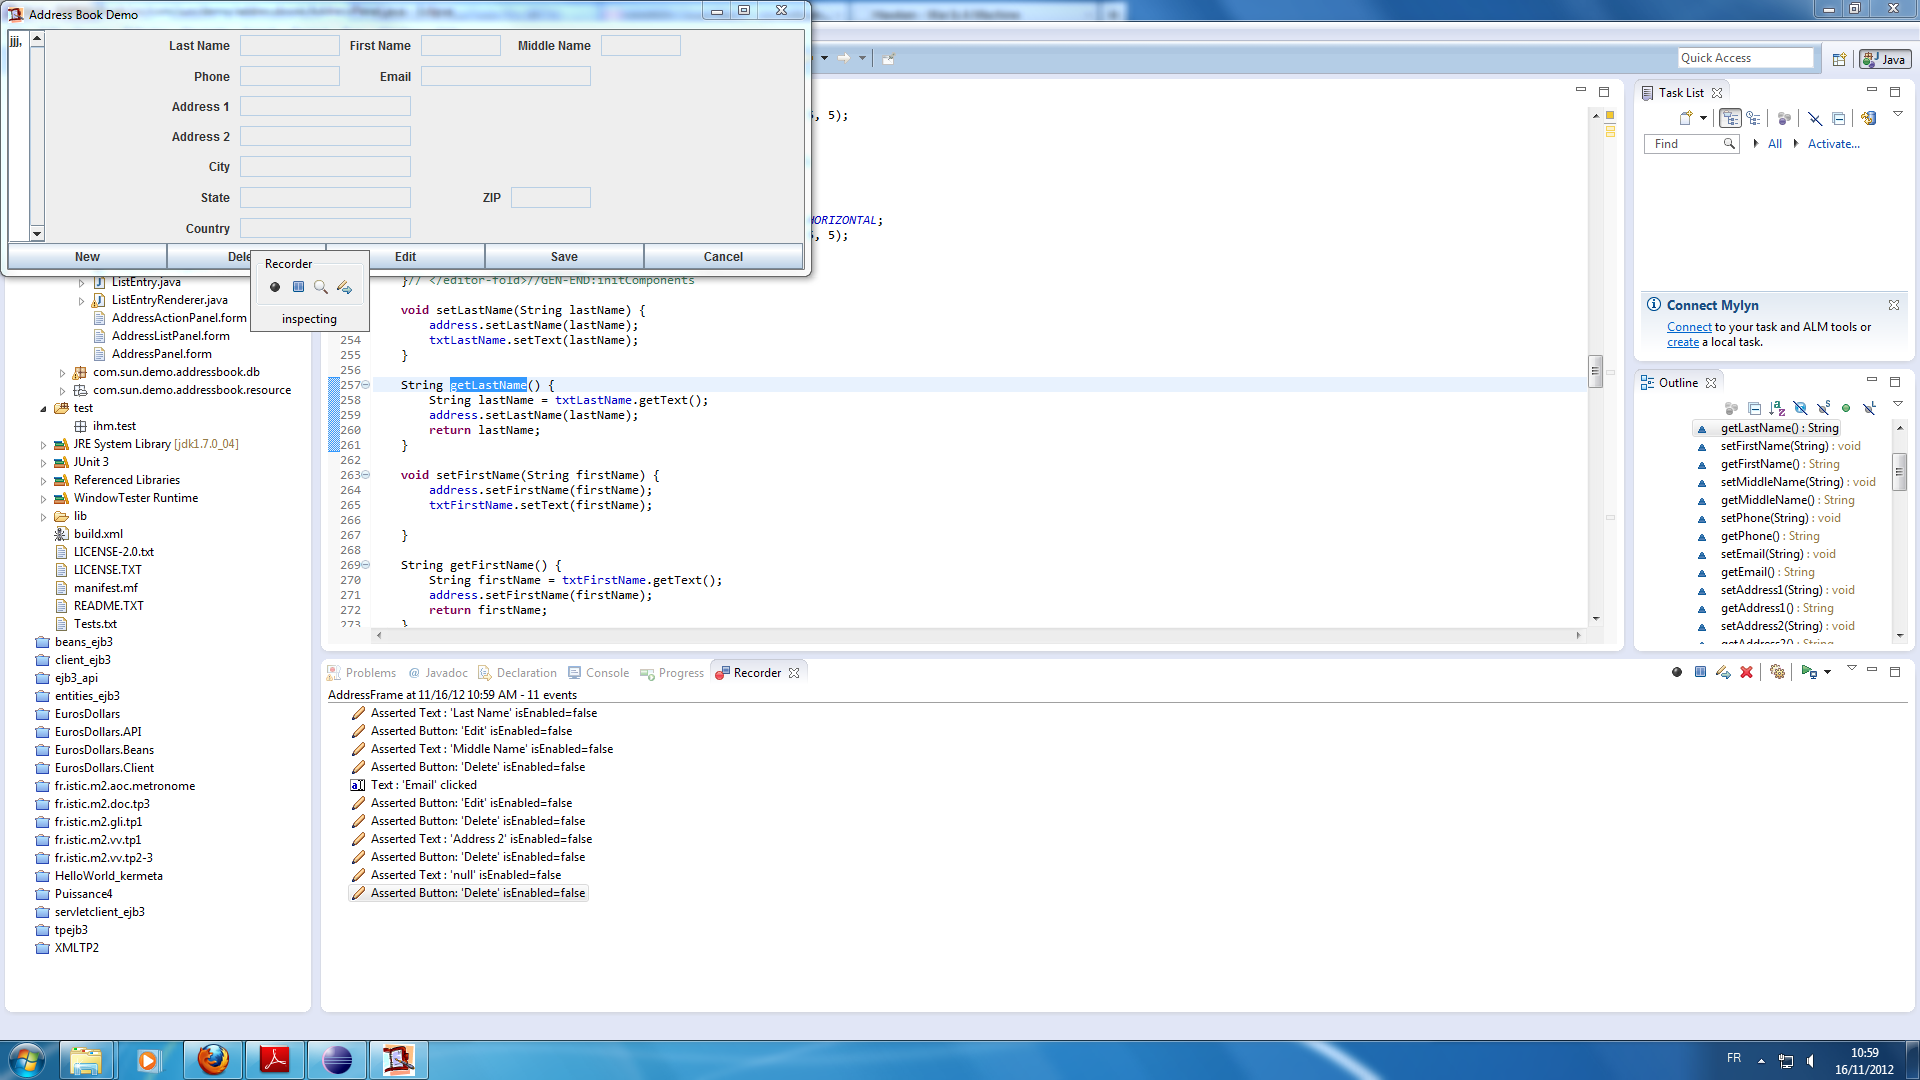 Address Book Demo
jjj,
Last Name
First Name
Middle Name
Phone
Email
Address 1
Address 2
City
State
ZIP
Country
New
Dele
Edit
Save
Cancel
Recorder
inspecting
Quick Access
Java
ListEntry.java
ListEntryRenderer.java
AddressActionPanel.form
AddressListPanel.form
AddressPanel.form
com.sun.demo.addressbook.db
com.sun.demo.addressbook.resource
test
ihm.test
JRE System Library [jdk1.7.0_04]
JUnit 3
Referenced Libraries
WindowTester Runtime
lib
build.xml
LICENSE-2.0.txt
LICENSE.TXT
manifest.mf
README.TXT
Tests.txt
beans_ejb3
client_ejb3
ejb3_api
entities_ejb3
EurosDollars
EurosDollars.API
EurosDollars.Beans
EurosDollars.Client
fr.istic.m2.aoc.metronome
fr.istic.m2.doc.tp3
fr.istic.m2.gli.tp1
fr.istic.m2.vv.tp1
fr.istic.m2.vv.tp2-3
HelloWorld_kermeta
Puissance4
servletclient_ejb3
tpejb3
XMLTP2
, 5);
HORIZONTAL;
, 5);
}// </editor-fold>//GEN-END:initComponents
void setLastName(String lastName) {
address.setLastName(lastName);
254 txtLastName.setText(lastName);
255 }
256
257 String getLastName() {
258 String lastName = txtLastName.getText();
259 address.setLastName(lastName);
260 return lastName;
261 }
262
263 void setFirstName(String firstName) {
264 address.setFirstName(firstName);
265 txtFirstName.setText(firstName);
266
267 }
268
269 String getFirstName() {
270 String firstName = txtFirstName.getText();
271 address.setFirstName(firstName);
272 return firstName;
273 }
Task List
Find
All
Activate...
Connect Mylyn
Connect to your task and ALM tools or
create a local task.
Outline
getLastName() : String
setFirstName(String) : void
getFirstName() : String
setMiddleName(String) : void
getMiddleName() : String
setPhone(String) : void
getPhone() : String
setEmail(String) : void
getEmail() : String
setAddress1(String) : void
getAddress1() : String
setAddress2(String) : void
getAddress2() : String
Problems
@ Javadoc
Declaration
Console
Progress
Recorder
AddressFrame at 11/16/12 10:59 AM - 11 events
Asserted Text : 'Last Name' isEnabled=false
Asserted Button: 'Edit' isEnabled=false
Asserted Text : 'Middle Name' isEnabled=false
Asserted Button: 'Delete' isEnabled=false
Text : 'Email' clicked
Asserted Button: 'Edit' isEnabled=false
Asserted Button: 'Delete' isEnabled=false
Asserted Text : 'Address 2' isEnabled=false
Asserted Button: 'Delete' isEnabled=false
Asserted Text : 'null' isEnabled=false
Asserted Button: 'Delete' isEnabled=false
FR
10:59
16/11/2012